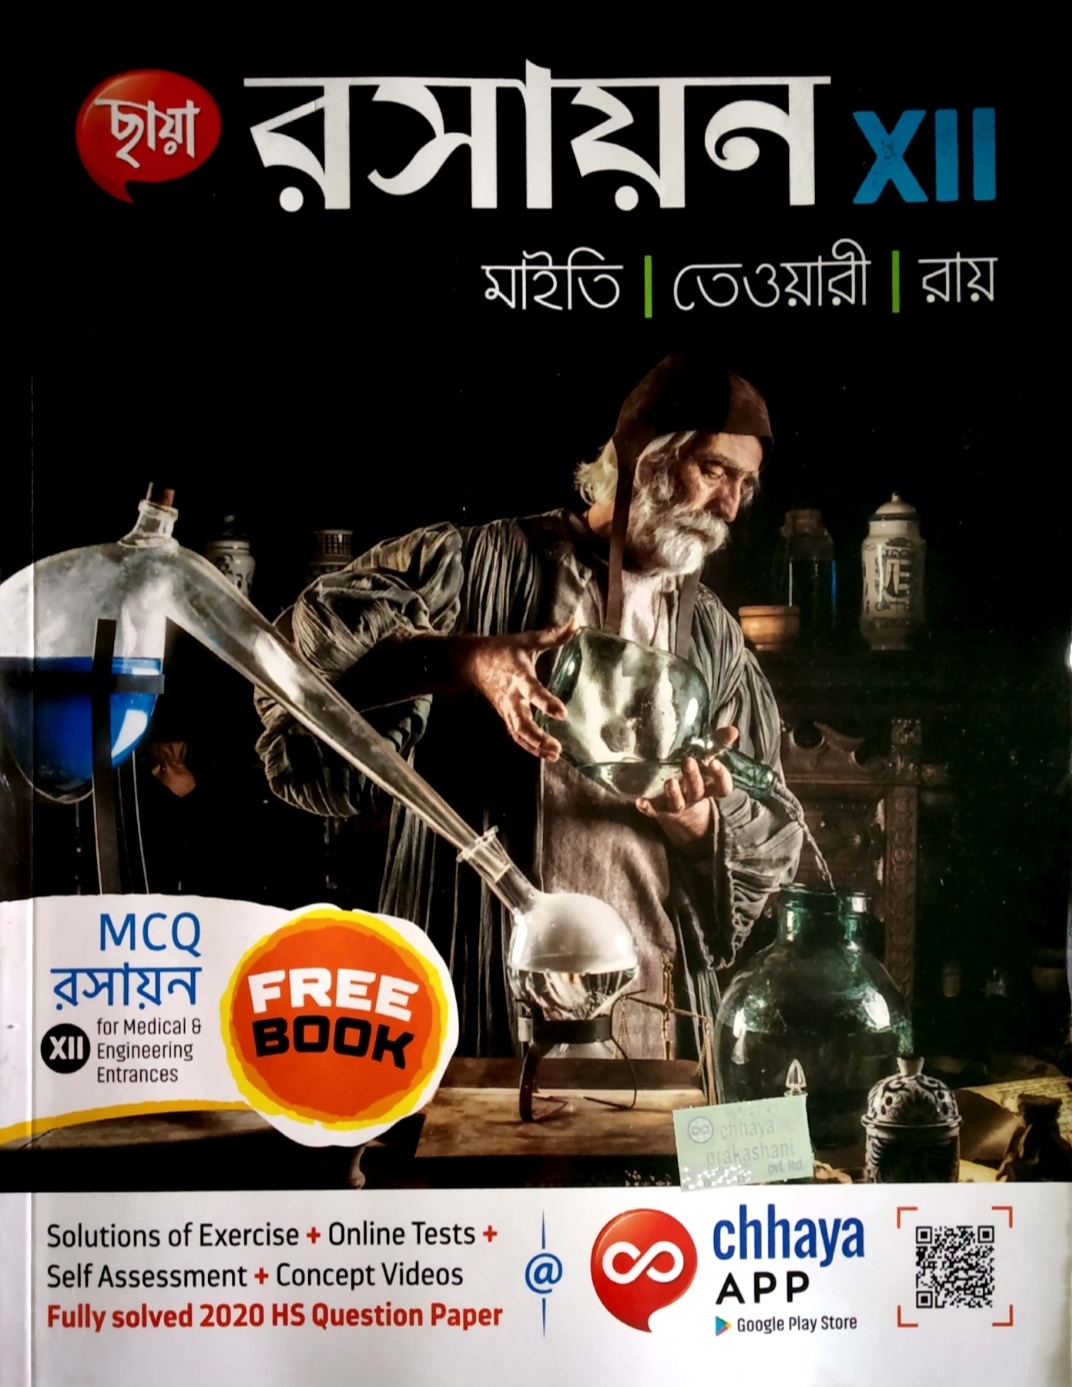 ছায়া
রসায়ন XII
মাইতি | তেওয়ারী | রায়
MCQ
রসায়ন
XII
for Medical &
Engineering
Entrances
FREE
BOOK
chhaya
prakashani
pvt. ltd.
Solutions of Exercise + Online Tests +
Self Assessment + Concept Videos
Fully solved 2020 HS Question Paper
@
chhaya
APP
Google Play Store